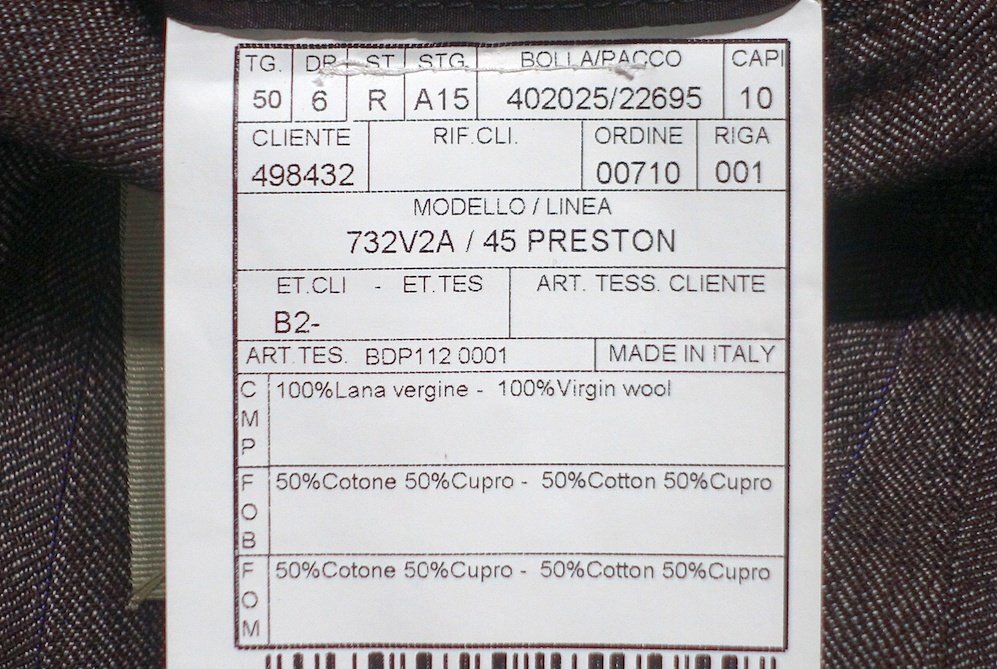 TG. DR ST STG. BOLLA/PACCO CAPI
50 6 R A15 402025/22695 10
CLIENTE RIF.CLI. ORDINE RIGA
498432 00710 001
MODELLO / LINEA
732V2A / 45 PRESTON
ET.CLI - ET.TES ART. TESS. CLIENTE
B2-
ART.TES. BDP112 0001 MADE IN ITALY
CMP 100%Lana vergine - 100%Virgin wool
FOB 50%Cotone 50%Cupro - 50%Cotton 50%Cupro
FOM 50%Cotone 50%Cupro - 50%Cotton 50%Cupro